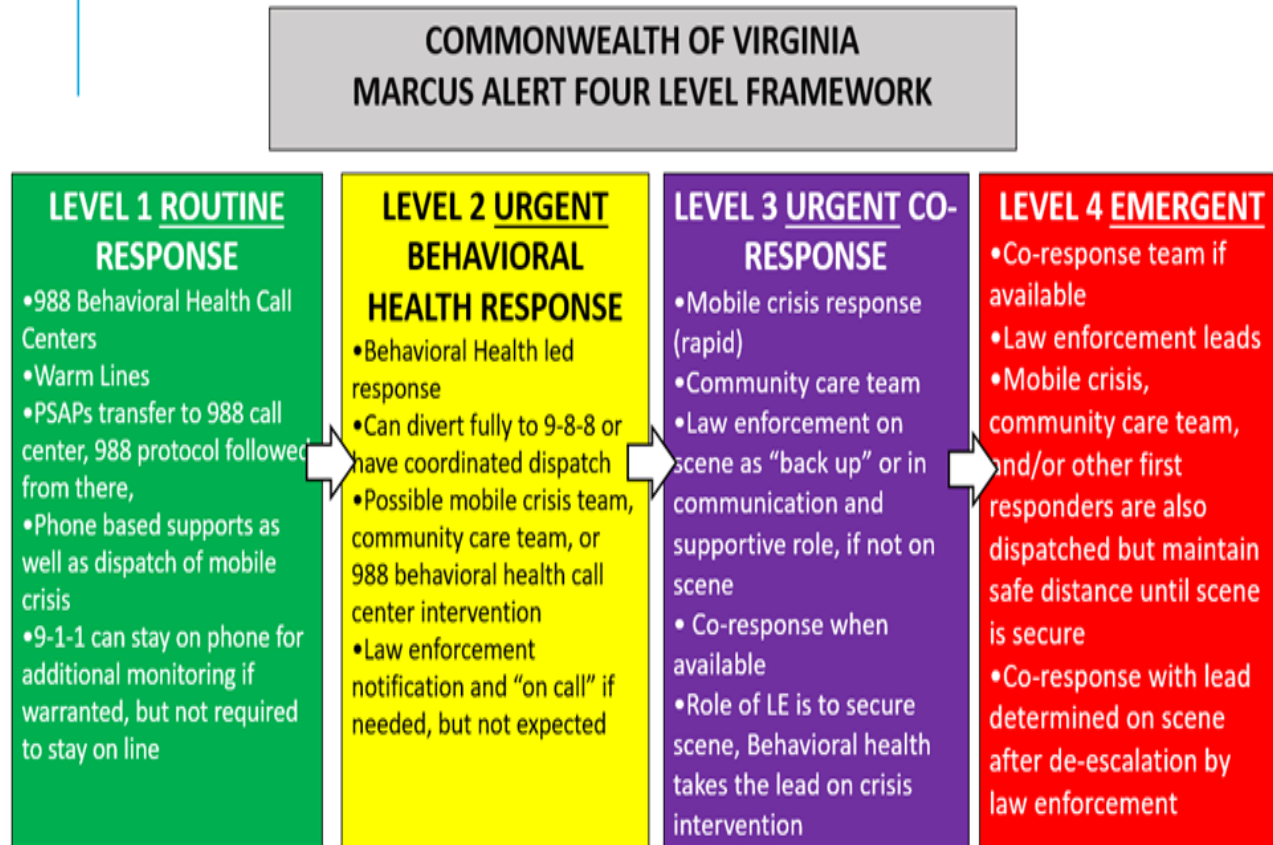 COMMONWEALTH OF VIRGINIA
MARCUS ALERT FOUR LEVEL FRAMEWORK
LEVEL 1 ROUTINE
RESPONSE
•988 Behavioral Health Call
Centers
•Warm Lines
•PSAPs transfer to 988 call
center, 988 protocol followed
from there,
•Phone based supports as
well as dispatch of mobile
crisis
•9-1-1 can stay on phone for
additional monitoring if
warranted, but not required
to stay on line
LEVEL 2 URGENT
BEHAVIORAL
HEALTH RESPONSE
•Behavioral Health led
response
•Can divert fully to 9-8-8 or
have coordinated dispatch
•Possible mobile crisis team,
community care team, or
988 behavioral health call
center intervention
•Law enforcement
notification and “on call” if
needed, but not expected
LEVEL 3 URGENT CO-
RESPONSE
•Mobile crisis response
(rapid)
•Community care team
•Law enforcement on
scene as “back up” or in
communication and
supportive role, if not on
scene
• Co-response when
available
•Role of LE is to secure
scene, Behavioral health
takes the lead on crisis
intervention
LEVEL 4 EMERGENT
•Co-response team if
available
•Law enforcement leads
•Mobile crisis,
community care team,
and/or other first
responders are also
dispatched but maintain
safe distance until scene
is secure
•Co-response with lead
determined on scene
after de-escalation by
law enforcement